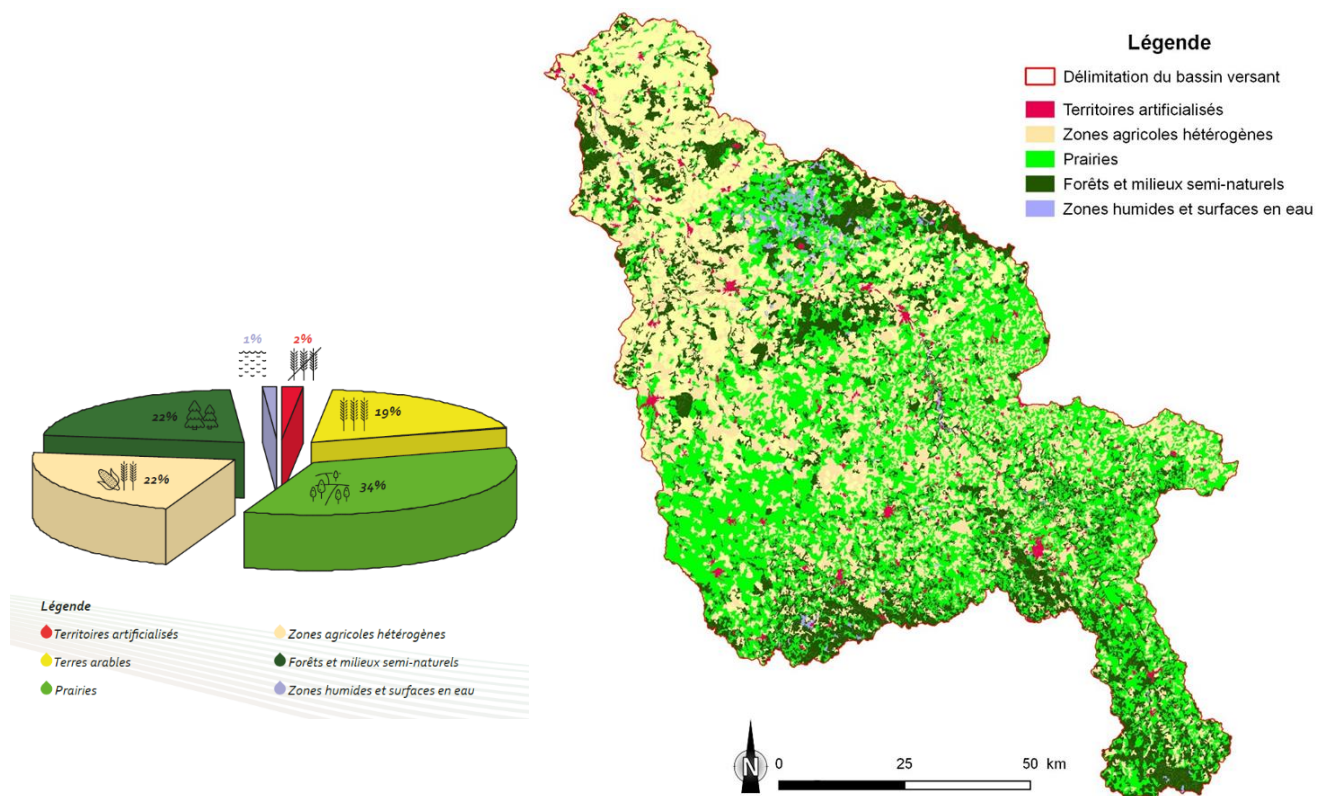 1%
2%
22%
19%
22%
34%
Légende
Territoires artificialisés
Zones agricoles hétérogènes
Terres arables
Forêts et milieux semi-naturels
Prairies
Zones humides et surfaces en eau
Légende
Délimitation du bassin versant
Territoires artificialisés
Zones agricoles hétérogènes
Prairies
Forêts et milieux semi-naturels
Zones humides et surfaces en eau
N
0 25 50 km